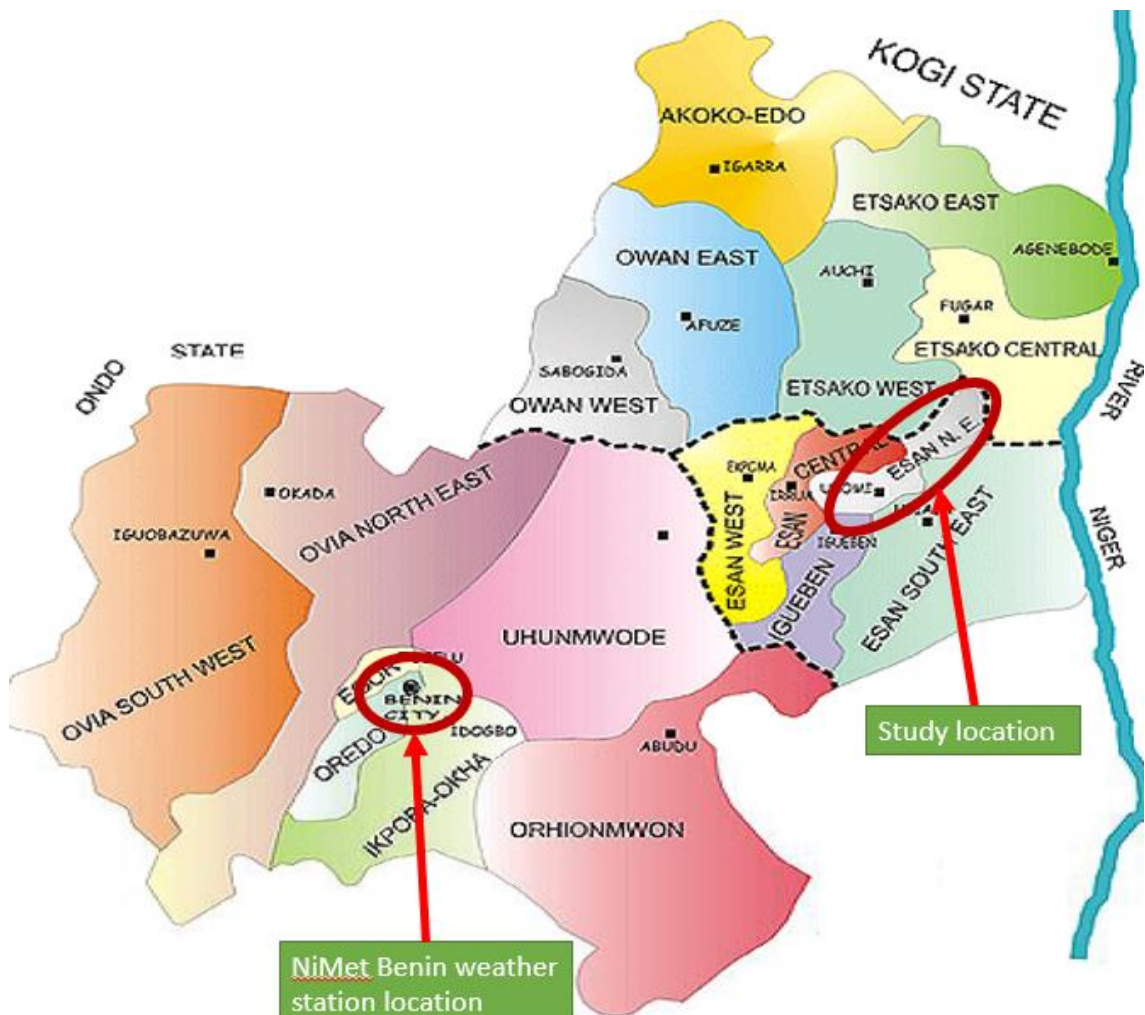 KOGI STATE
AKOKO-EDO
IGARRA
ETSAKO EAST
AGENEBODE
OWAN EAST
AUCHI
FUGAR
AFUZE
ETSAKO CENTRAL
STATE
ONDO
SABOGIDA
OWAN WEST
ETSAKO WEST
RIVER
NIGER
ESAN N. E.
CENTRAL
ESAN
EKPOMA
IRRUA
ESAN WEST
IGUEBEN
IGUEBEN
ESAN SOUTH EAST
OKADA
IGUOBAZUWA
OVIA NORTH EAST
UHUNMWODE
OVIA SOUTH WEST
BENIN
CITY
IDOGBO
OREDO
IKPOBA-OKHA
ABUDU
ORHIONMWON
Study location
NiMet Benin weather
station location